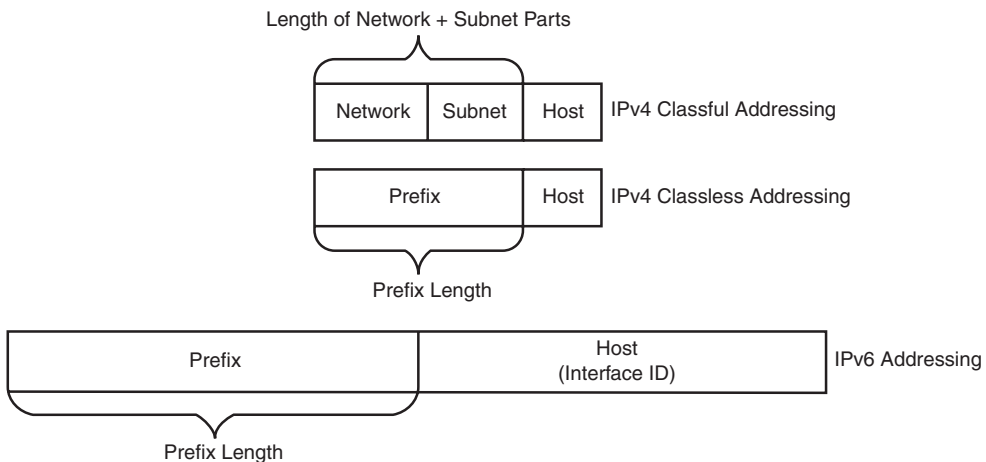 Length of Network + Subnet Parts
Network
Subnet
Host
IPv4 Classful Addressing
Prefix
Host
IPv4 Classless Addressing
Prefix Length
Prefix
Host
(Interface ID)
IPv6 Addressing
Prefix Length